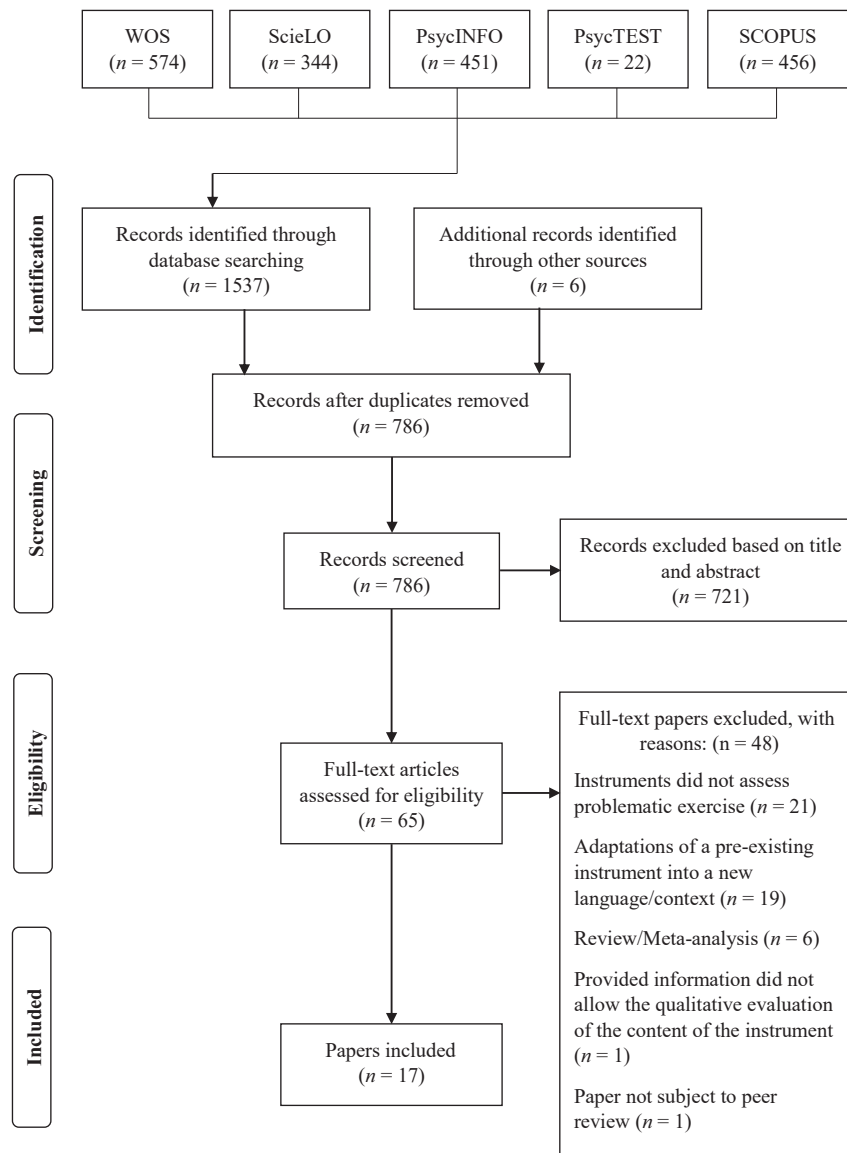 WOS
(n = 574)
ScieLO
(n = 344)
PsycINFO
(n = 451)
PsycTEST
(n = 22)
SCOPUS
(n = 456)
Identification
Records identified through
database searching
(n = 1537)
Additional records identified
through other sources
(n = 6)
Records after duplicates removed
(n = 786)
Screening
Records screened
(n = 786)
Records excluded based on title
and abstract
(n = 721)
Eligibility
Full-text articles
assessed for eligibility
(n = 65)
Full-text papers excluded, with
reasons: (n = 48)
Instruments did not assess
problematic exercise (n = 21)
Adaptations of a pre-existing
instrument into a new
language/context (n = 19)
Review/Meta-analysis (n = 6)
Provided information did not
allow the qualitative evaluation
of the content of the instrument
(n = 1)
Paper not subject to peer
review (n = 1)
Included
Papers included
(n = 17)